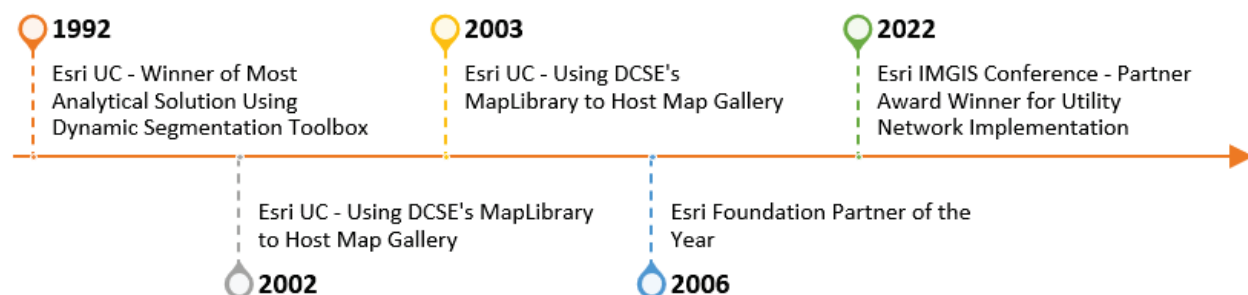 1992
Esri UC - Winner of Most
Analytical Solution Using
Dynamic Segmentation Toolbox
2003
Esri UC - Using DCSE's
MapLibrary to Host Map Gallery
2022
Esri IMGIS Conference - Partner
Award Winner for Utility
Network Implementation
Esri UC - Using DCSE's MapLibrary
to Host Map Gallery
2002
Esri Foundation Partner of the
Year
2006